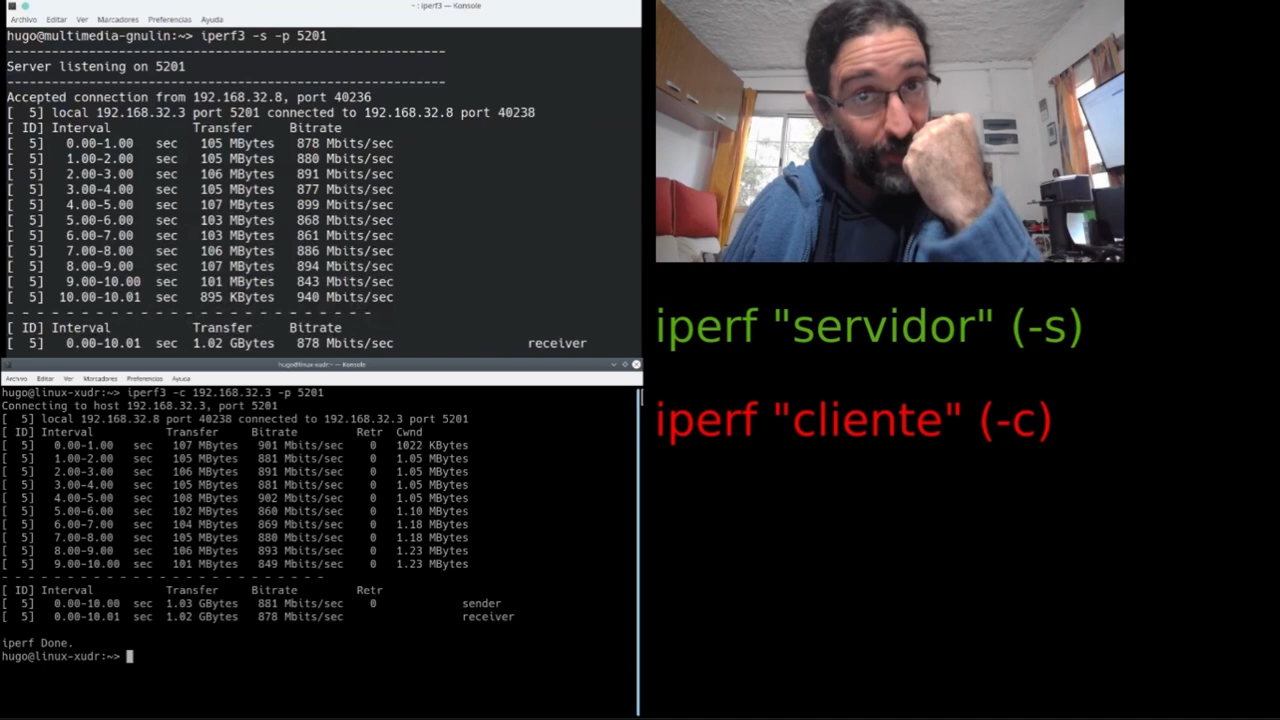 ~ : iperf3 — Konsole
Archivo Editar Ver Marcadores Preferencias Ayuda
hugo@multimedia-gnulin:~> iperf3 -s -p 5201
-----------------------------------------------------------
Server listening on 5201
-----------------------------------------------------------
Accepted connection from 192.168.32.8, port 40236
[  5] local 192.168.32.3 port 5201 connected to 192.168.32.8 port 40238
[ ID] Interval           Transfer     Bitrate
[  5]   0.00-1.00   sec   105 MBytes   878 Mbits/sec
[  5]   1.00-2.00   sec   105 MBytes   880 Mbits/sec
[  5]   2.00-3.00   sec   106 MBytes   891 Mbits/sec
[  5]   3.00-4.00   sec   105 MBytes   877 Mbits/sec
[  5]   4.00-5.00   sec   107 MBytes   899 Mbits/sec
[  5]   5.00-6.00   sec   103 MBytes   868 Mbits/sec
[  5]   6.00-7.00   sec   103 MBytes   861 Mbits/sec
[  5]   7.00-8.00   sec   106 MBytes   886 Mbits/sec
[  5]   8.00-9.00   sec   107 MBytes   894 Mbits/sec
[  5]   9.00-10.00  sec   101 MBytes   843 Mbits/sec
[  5]  10.00-10.01  sec   895 KBytes   940 Mbits/sec
- - - - - - - - - - - - - - - - - - - - - - - - -
[ ID] Interval           Transfer     Bitrate
[  5]   0.00-10.01  sec  1.02 GBytes   878 Mbits/sec                  receiver
hugo@linux-xudr:~ — Konsole
Archivo Editar Ver Marcadores Preferencias Ayuda
hugo@linux-xudr:~> iperf3 -c 192.168.32.3 -p 5201
Connecting to host 192.168.32.3, port 5201
[  5] local 192.168.32.8 port 40238 connected to 192.168.32.3 port 5201
[ ID] Interval           Transfer     Bitrate         Retr  Cwnd
[  5]   0.00-1.00   sec   107 MBytes   901 Mbits/sec    0   1022 KBytes
[  5]   1.00-2.00   sec   105 MBytes   881 Mbits/sec    0   1.05 MBytes
[  5]   2.00-3.00   sec   106 MBytes   891 Mbits/sec    0   1.05 MBytes
[  5]   3.00-4.00   sec   105 MBytes   881 Mbits/sec    0   1.05 MBytes
[  5]   4.00-5.00   sec   108 MBytes   902 Mbits/sec    0   1.05 MBytes
[  5]   5.00-6.00   sec   102 MBytes   860 Mbits/sec    0   1.10 MBytes
[  5]   6.00-7.00   sec   104 MBytes   869 Mbits/sec    0   1.18 MBytes
[  5]   7.00-8.00   sec   105 MBytes   880 Mbits/sec    0   1.18 MBytes
[  5]   8.00-9.00   sec   106 MBytes   893 Mbits/sec    0   1.23 MBytes
[  5]   9.00-10.00  sec   101 MBytes   849 Mbits/sec    0   1.23 MBytes
- - - - - - - - - - - - - - - - - - - - - - - - -
[ ID] Interval           Transfer     Bitrate         Retr
[  5]   0.00-10.00  sec  1.03 GBytes   881 Mbits/sec    0             sender
[  5]   0.00-10.01  sec  1.02 GBytes   878 Mbits/sec                  receiver
iperf Done.
hugo@linux-xudr:~>
iperf "servidor" (-s)
iperf "cliente" (-c)